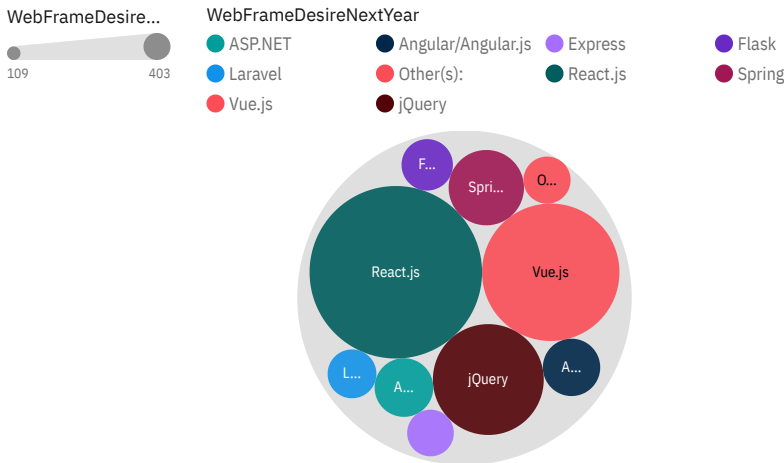 WebFrameDesire...
109 403
WebFrameDesireNextYear
ASP.NET Angular/Angular.js Express Flask
Laravel Other(s): React.js Spring
Vue.js jQuery
F...
Spri...
O...
React.js
Vue.js
L...
A...
jQuery
A...